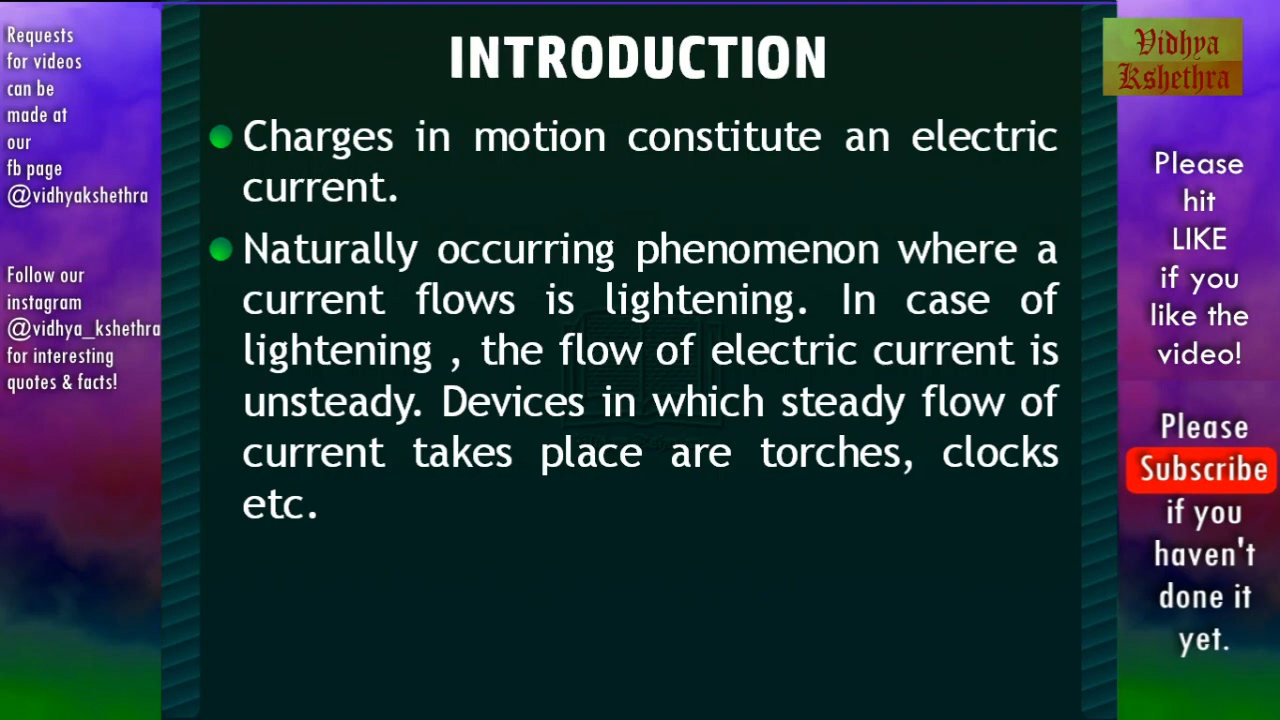 Requests
for videos
can be
made at
our
fb page
@vidhyakshethra
Follow our
instagram
@vidhya_kshethra
for interesting
quotes & facts!
INTRODUCTION
Charges in motion constitute an electric
current.
Naturally occurring phenomenon where a
current flows is lightening. In case of
lightening , the flow of electric current is
unsteady. Devices in which steady flow of
current takes place are torches, clocks
etc.
Vidhya
Kshethra
Please
hit
LIKE
if you
like the
video!
Please
Subscribe
if you
haven't
done it
yet.